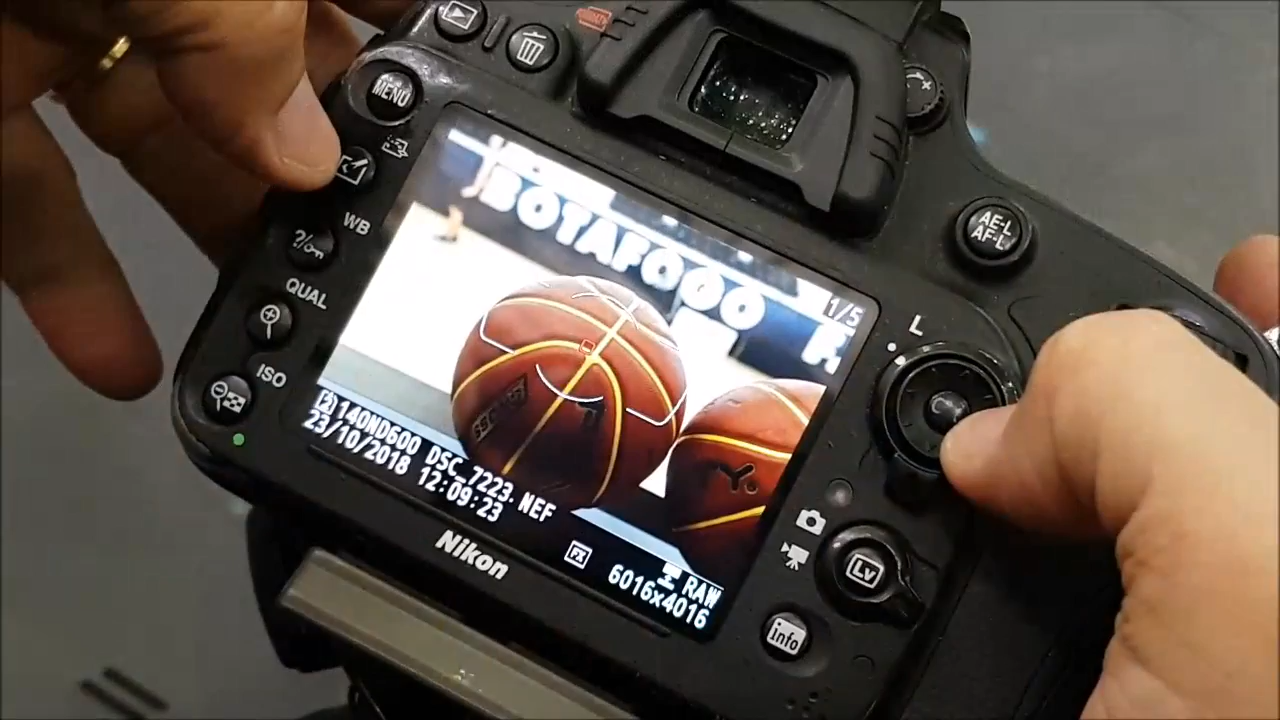 MENU
WB
?/
QUAL
ISO
BOTAFOGO
1/5
F.
AE-L
AF-L
L
[2]140ND600 DSC_7223.NEF
23/10/2018 12:09:23
FX
RAW
6016x4016
Nikon
Lv
info